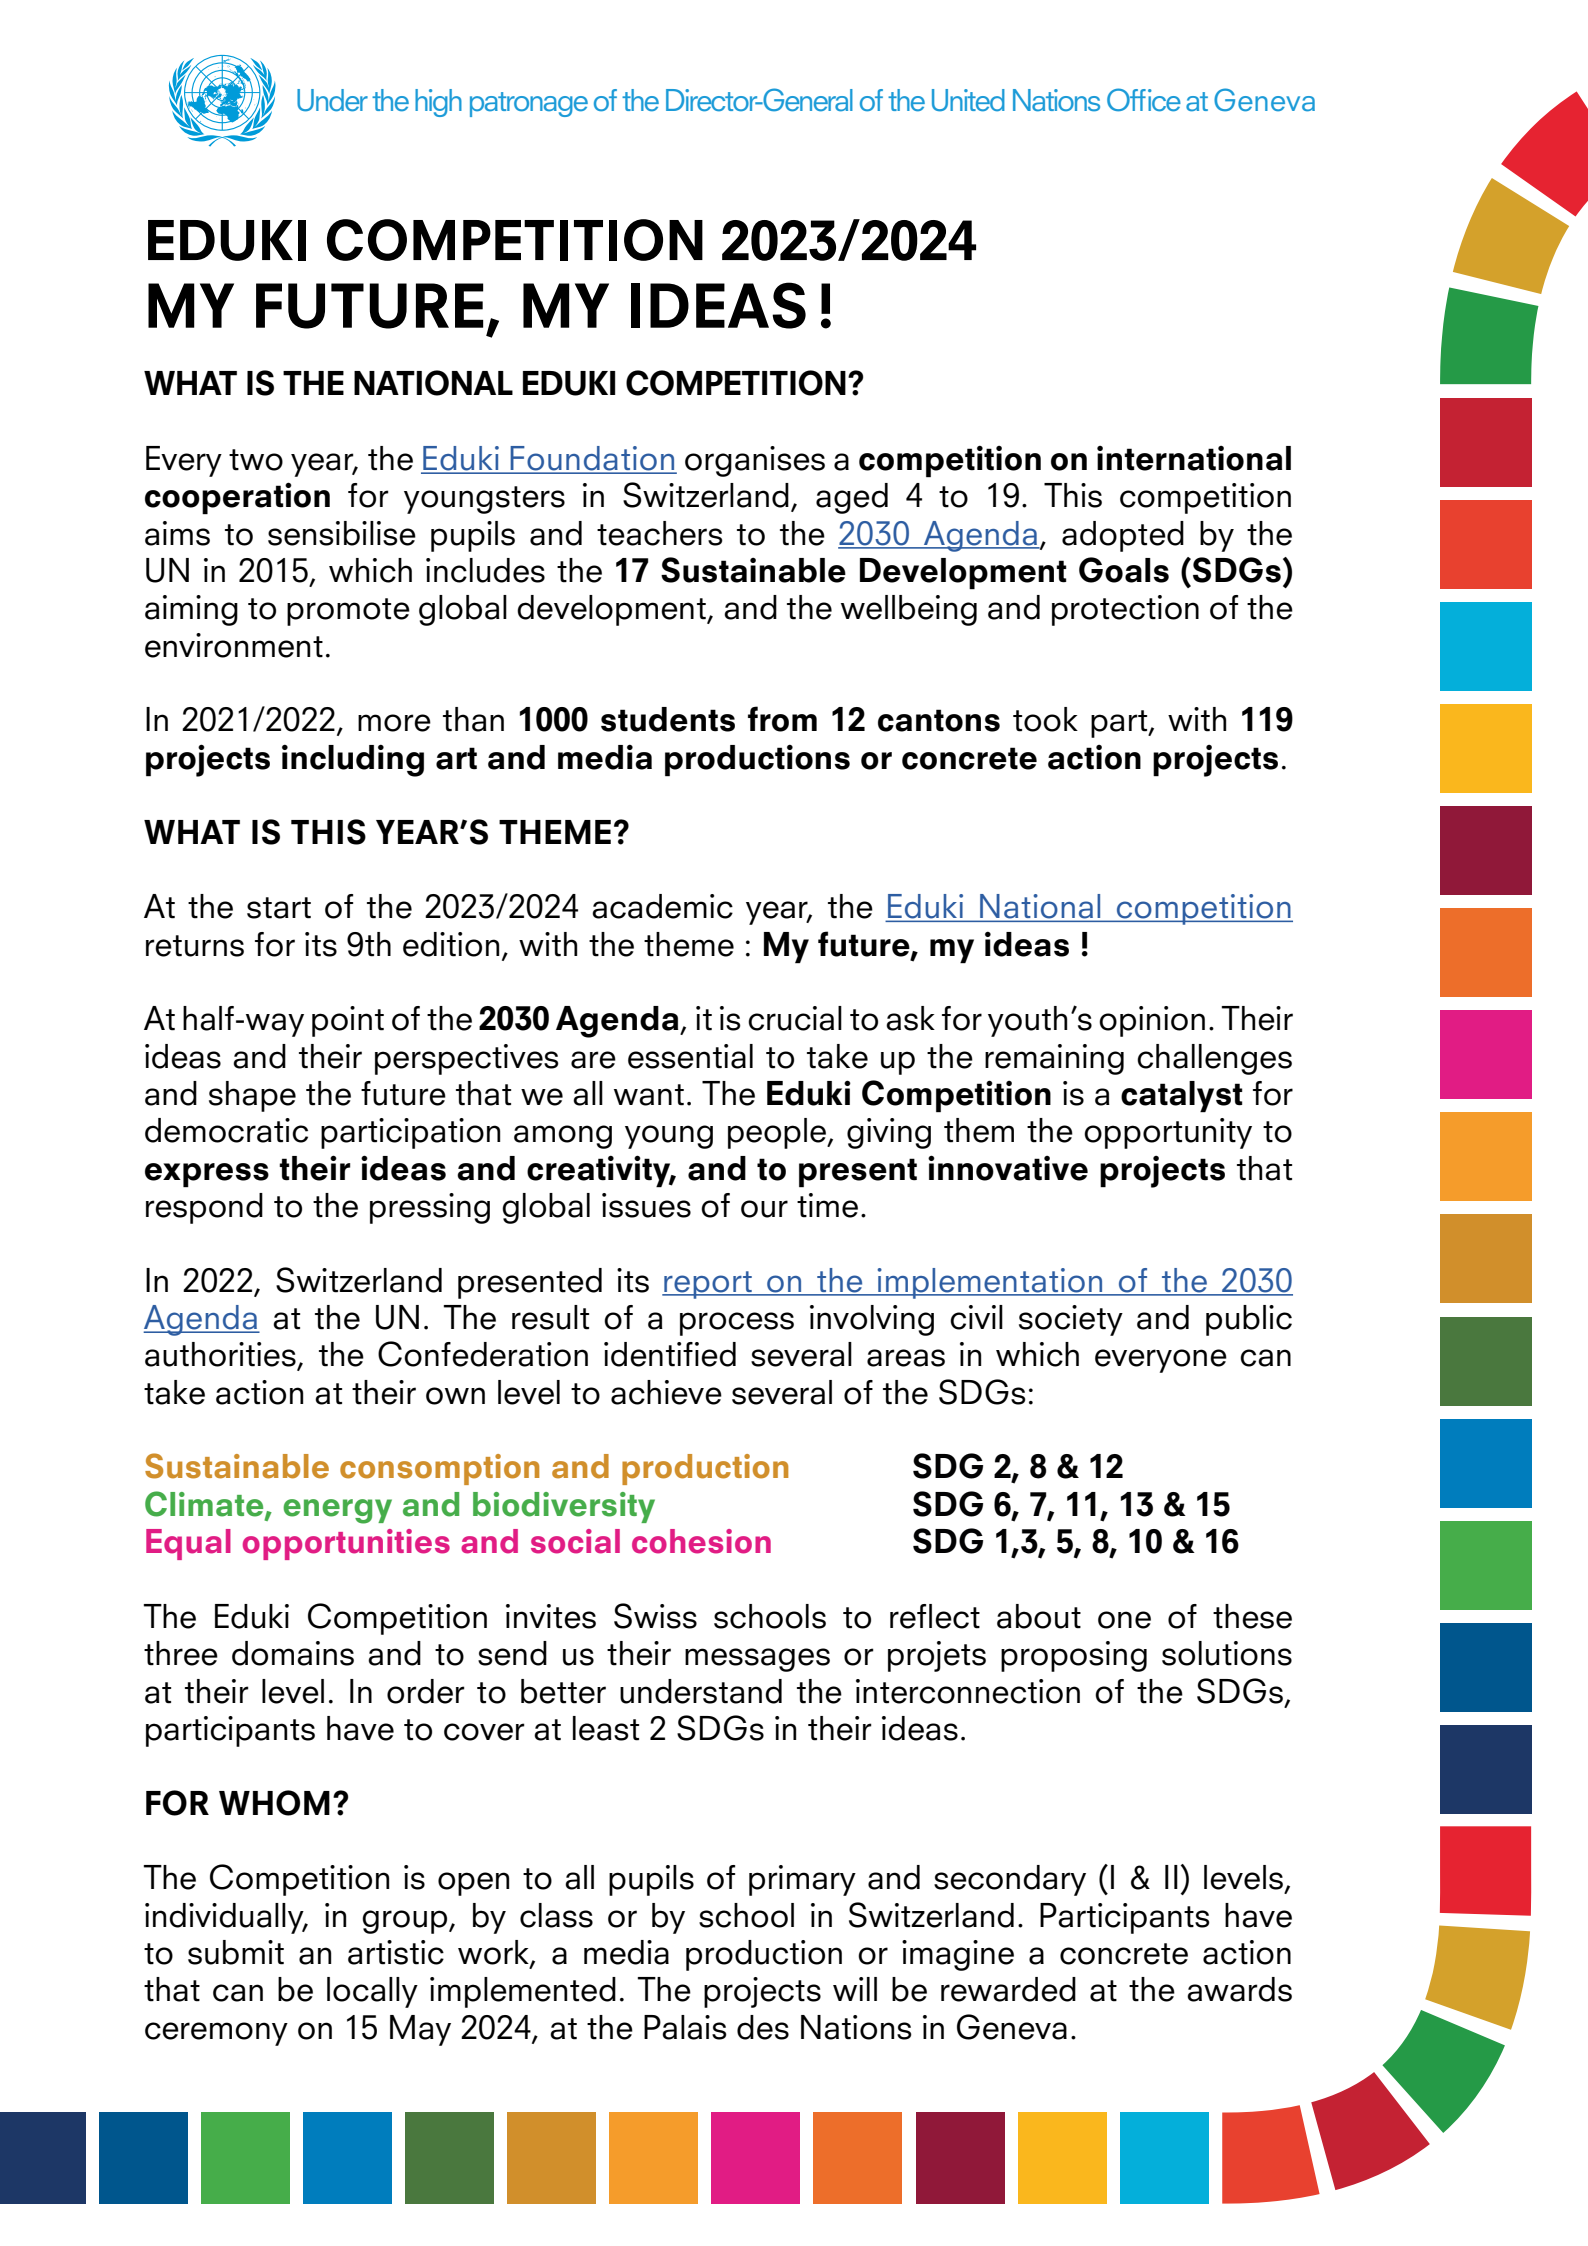 Under the high patronage of the Director-General of the United Nations Office at Geneva
EDUKI COMPETITION 2023/2024
MY FUTURE, MY IDEAS !
WHAT IS THE NATIONAL EDUKI COMPETITION?
Every two year, the Eduki Foundation organises a competition on international
cooperation for youngsters in Switzerland, aged 4 to 19. This competition
aims to sensibilise pupils and teachers to the 2030 Agenda, adopted by the
UN in 2015, which includes the 17 Sustainable Development Goals (SDGs)
aiming to promote global development, and the wellbeing and protection of the
environment.
In 2021/2022, more than 1000 students from 12 cantons took part, with 119
projects including art and media productions or concrete action projects.
WHAT IS THIS YEAR’S THEME?
At the start of the 2023/2024 academic year, the Eduki National competition
returns for its 9th edition, with the theme : My future, my ideas !
At half-way point of the 2030 Agenda, it is crucial to ask for youth’s opinion. Their
ideas and their perspectives are essential to take up the remaining challenges
and shape the future that we all want. The Eduki Competition is a catalyst for
democratic participation among young people, giving them the opportunity to
express their ideas and creativity, and to present innovative projects that
respond to the pressing global issues of our time.
In 2022, Switzerland presented its report on the implementation of the 2030
Agenda at the UN. The result of a process involving civil society and public
authorities, the Confederation identified several areas in which everyone can
take action at their own level to achieve several of the SDGs:
Sustainable consomption and production SDG 2, 8 & 12
Climate, energy and biodiversity SDG 6, 7, 11, 13 & 15
Equal opportunities and social cohesion SDG 1,3, 5, 8, 10 & 16
The Eduki Competition invites Swiss schools to reflect about one of these
three domains and to send us their messages or projets proposing solutions
at their level. In order to better understand the interconnection of the SDGs,
participants have to cover at least 2 SDGs in their ideas.
FOR WHOM?
The Competition is open to all pupils of primary and secondary (I & II) levels,
individually, in group, by class or by school in Switzerland. Participants have
to submit an artistic work, a media production or imagine a concrete action
that can be locally implemented. The projects will be rewarded at the awards
ceremony on 15 May 2024, at the Palais des Nations in Geneva.